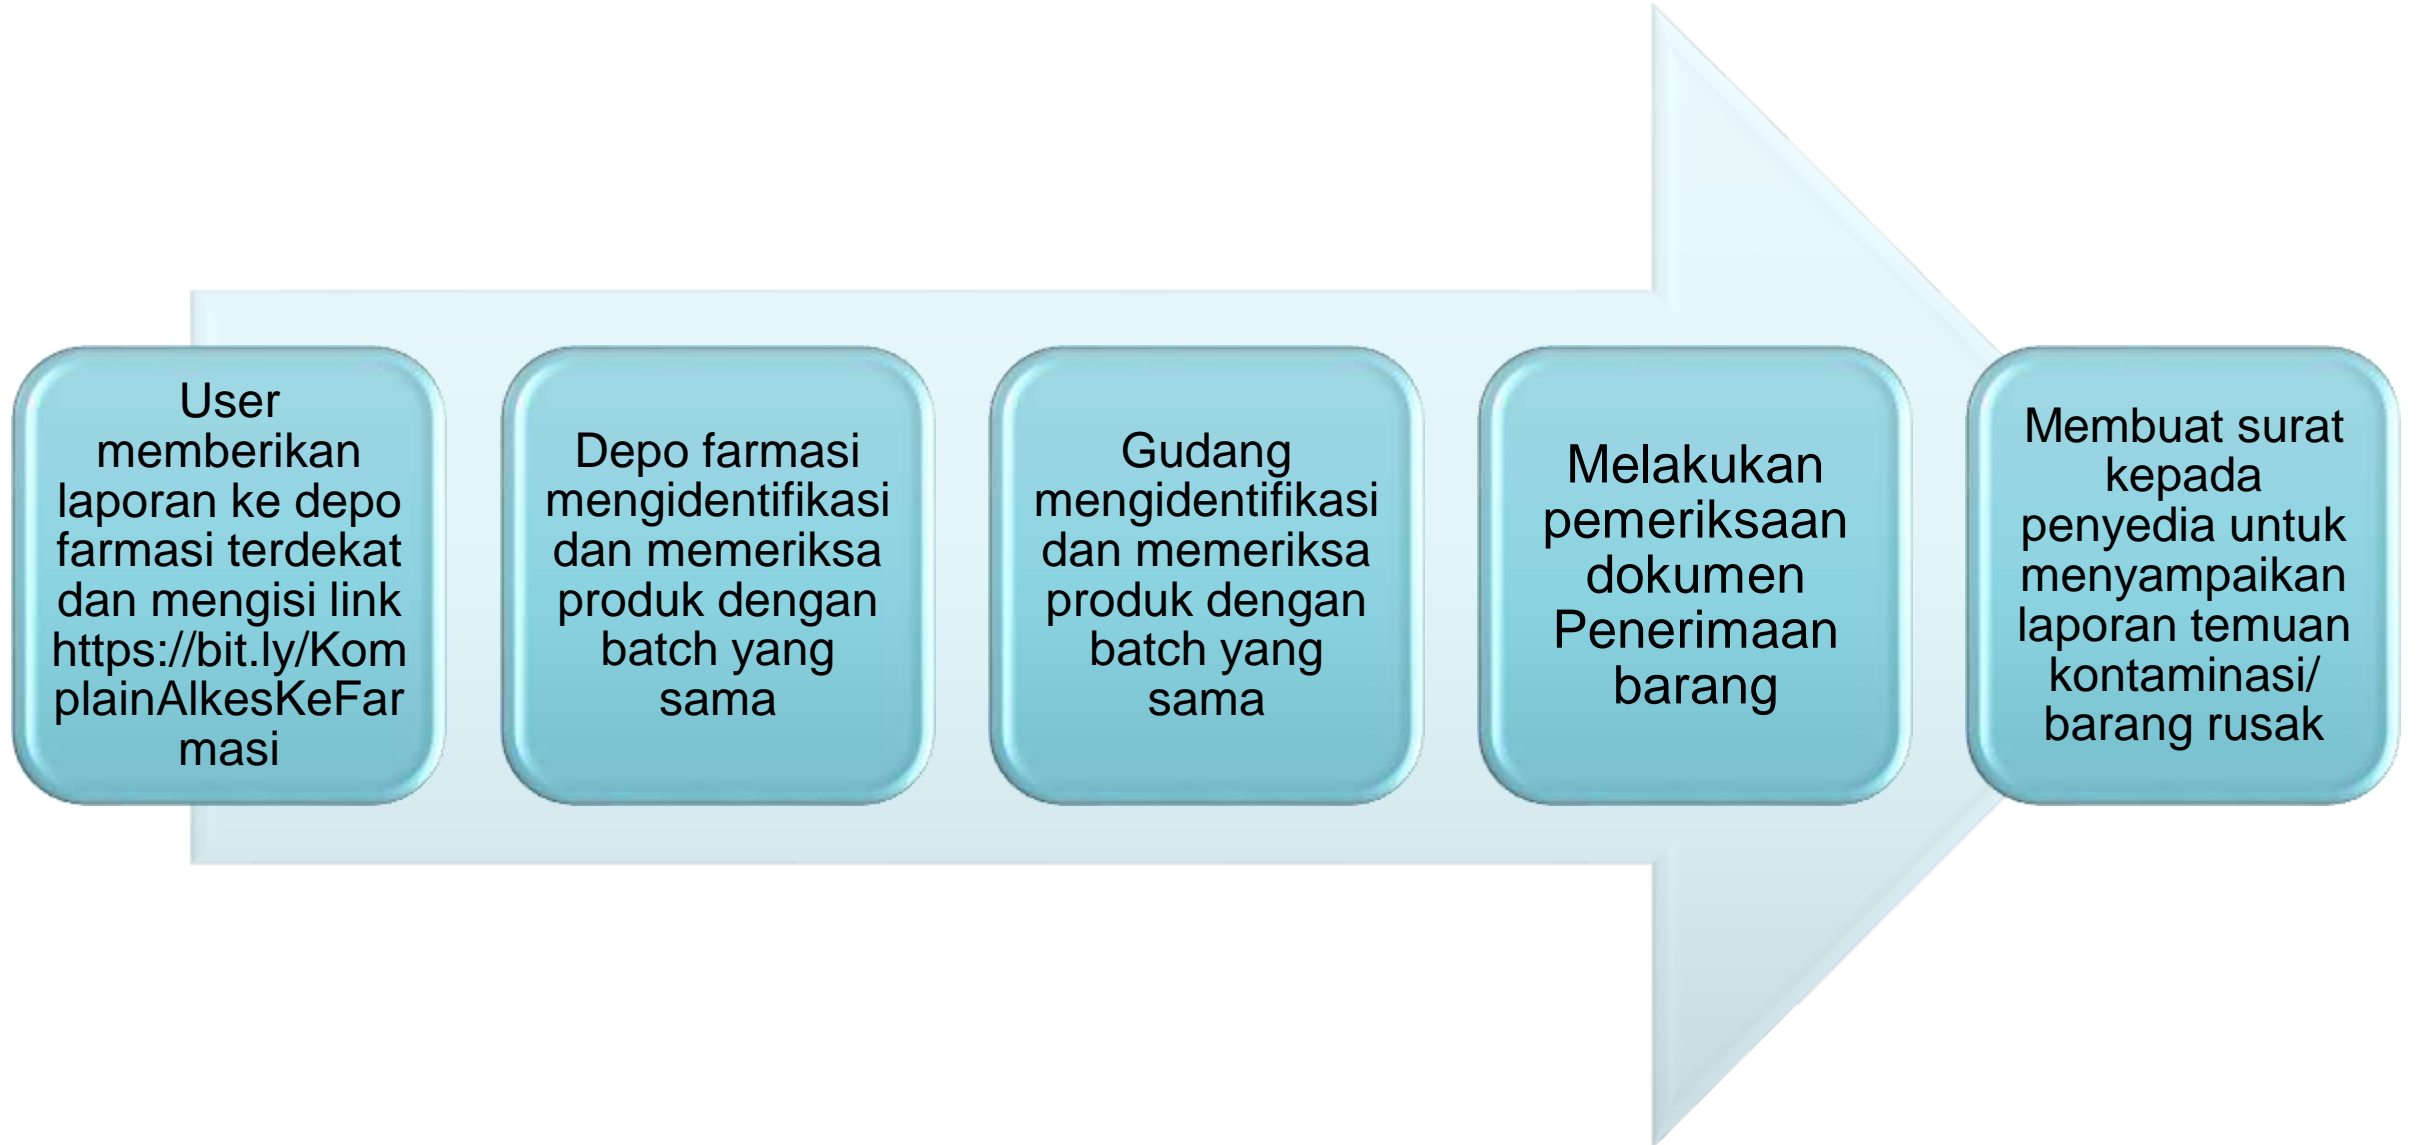 User
memberikan
laporan ke depo
farmasi terdekat
dan mengisi link
https://bit.ly/Kom
plainAlkesKeFar
masi
Depo farmasi
mengidentifikasi
dan memeriksa
produk dengan
batch yang
sama
Gudang
mengidentifikasi
dan memeriksa
produk dengan
batch yang
sama
Melakukan
pemeriksaan
dokumen
Penerimaan
barang
Membuat surat
kepada
penyedia untuk
menyampaikan
laporan temuan
kontaminasi/
barang rusak